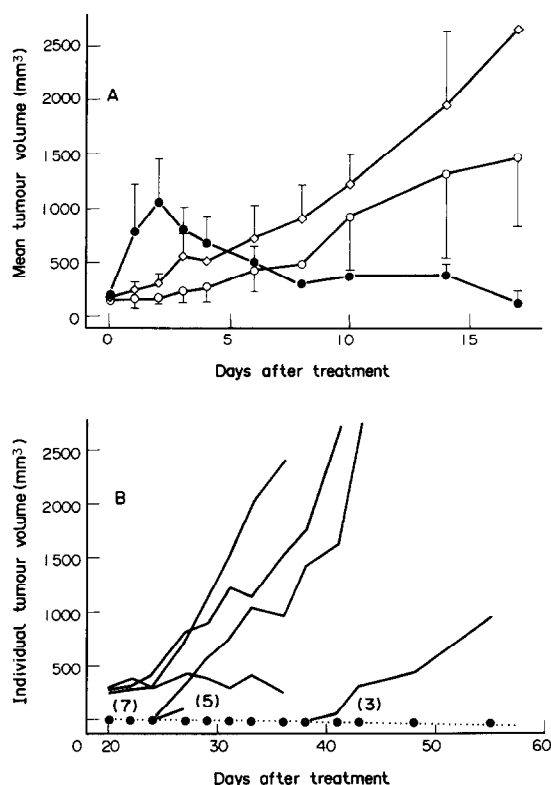 2500
2000
1500
1000
500
0
Mean tumour volume (mm³)
A
0 5 10 15
Days after treatment
2500
2000
1500
1000
500
0
Individual tumour volume (mm³)
B
(7) (5) (3)
20 30 40 50 60
Days after treatment